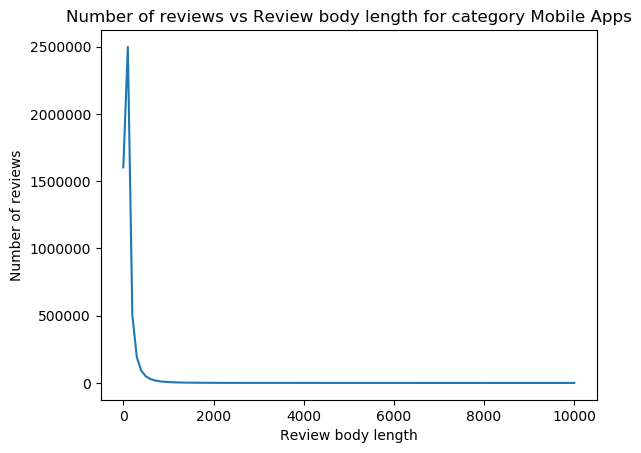 Number of reviews vs Review body length for category Mobile Apps
2500000
2000000
1500000
1000000
500000
0
Number of reviews
0 2000 4000 6000 8000 10000
Review body length